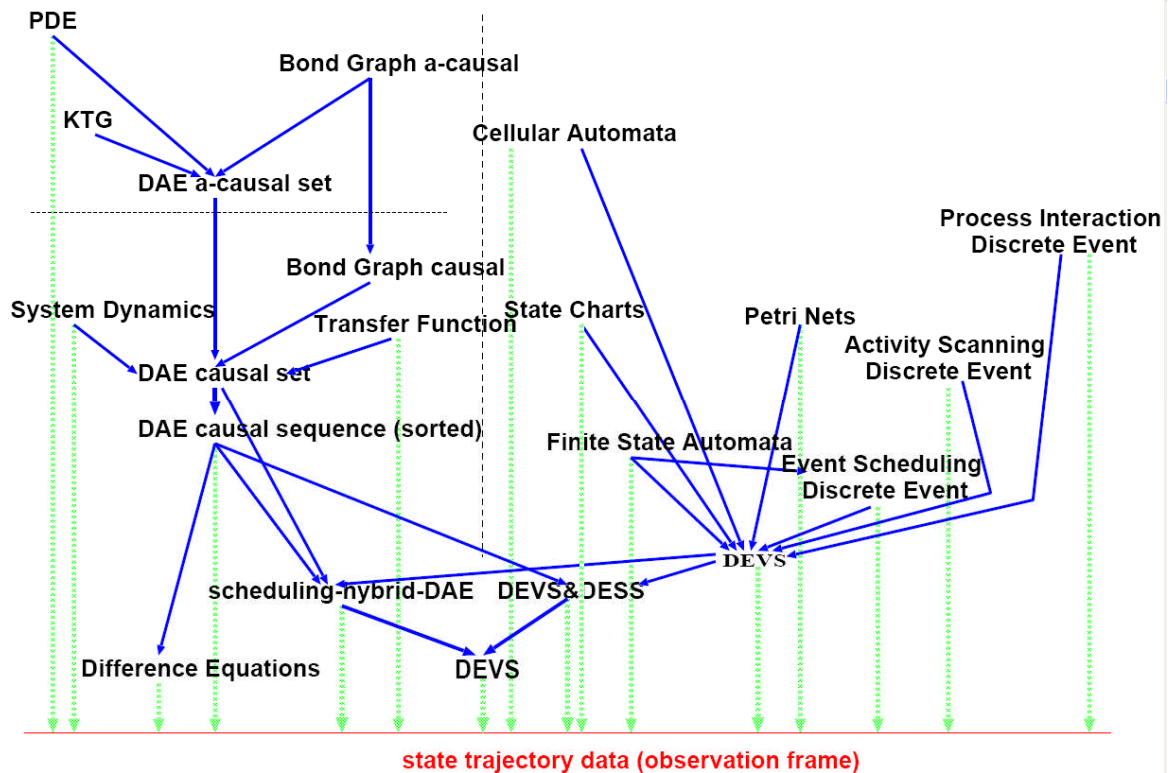 PDE
Bond Graph a-causal
KTG
Cellular Automata
DAE a-causal set
Process Interaction
Discrete Event
Bond Graph causal
System Dynamics
Transfer Function
State Charts
Petri Nets
Activity Scanning
Discrete Event
DAE causal set
DAE causal sequence (sorted)
Finite State Automata
Event Scheduling
Discrete Event
DEVS
scheduling-hybrid-DAE
DEVS&DESS
Difference Equations
DEVS
state trajectory data (observation frame)